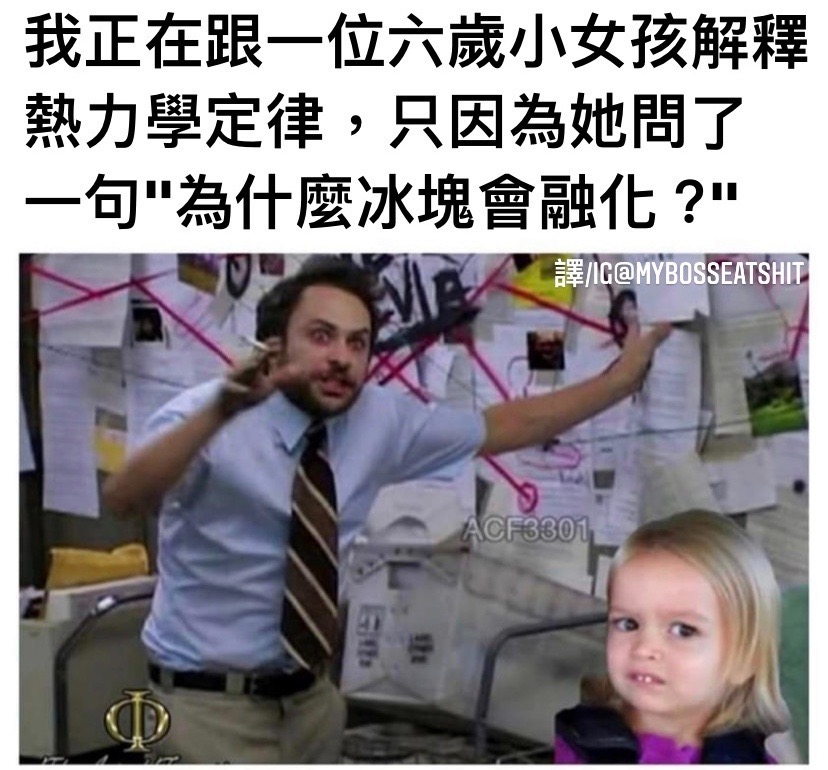 我正在跟一位六歲小女孩解釋
熱力學定律，只因為她問了
一句"為什麼冰塊會融化？"
譯/IG@MYBOSSEATSHIT
ACF3301